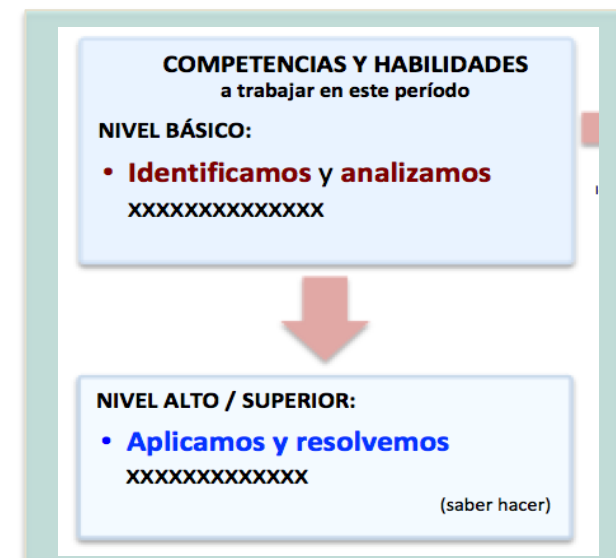 COMPETENCIAS Y HABILIDADES
a trabajar en este período
NIVEL BÁSICO:
• Identificamos y analizamos
xxxxxxxxxxxxxx
NIVEL ALTO / SUPERIOR:
• Aplicamos y resolvemos
xxxxxxxxxxxxx
(saber hacer)